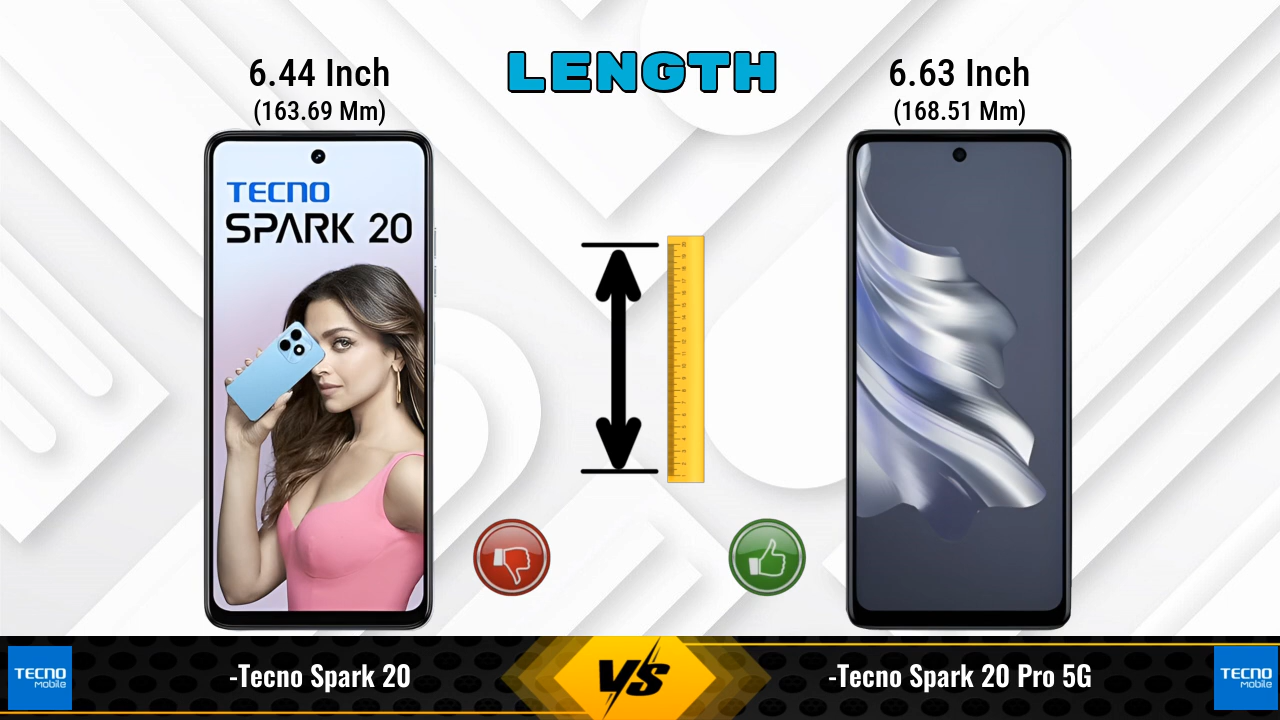 LENGTH
6.44 Inch
(163.69 Mm)
6.63 Inch
(168.51 Mm)
TECNO
SPARK 20
TECNO
mobile
-Tecno Spark 20
VS
-Tecno Spark 20 Pro 5G
TECNO
mobile